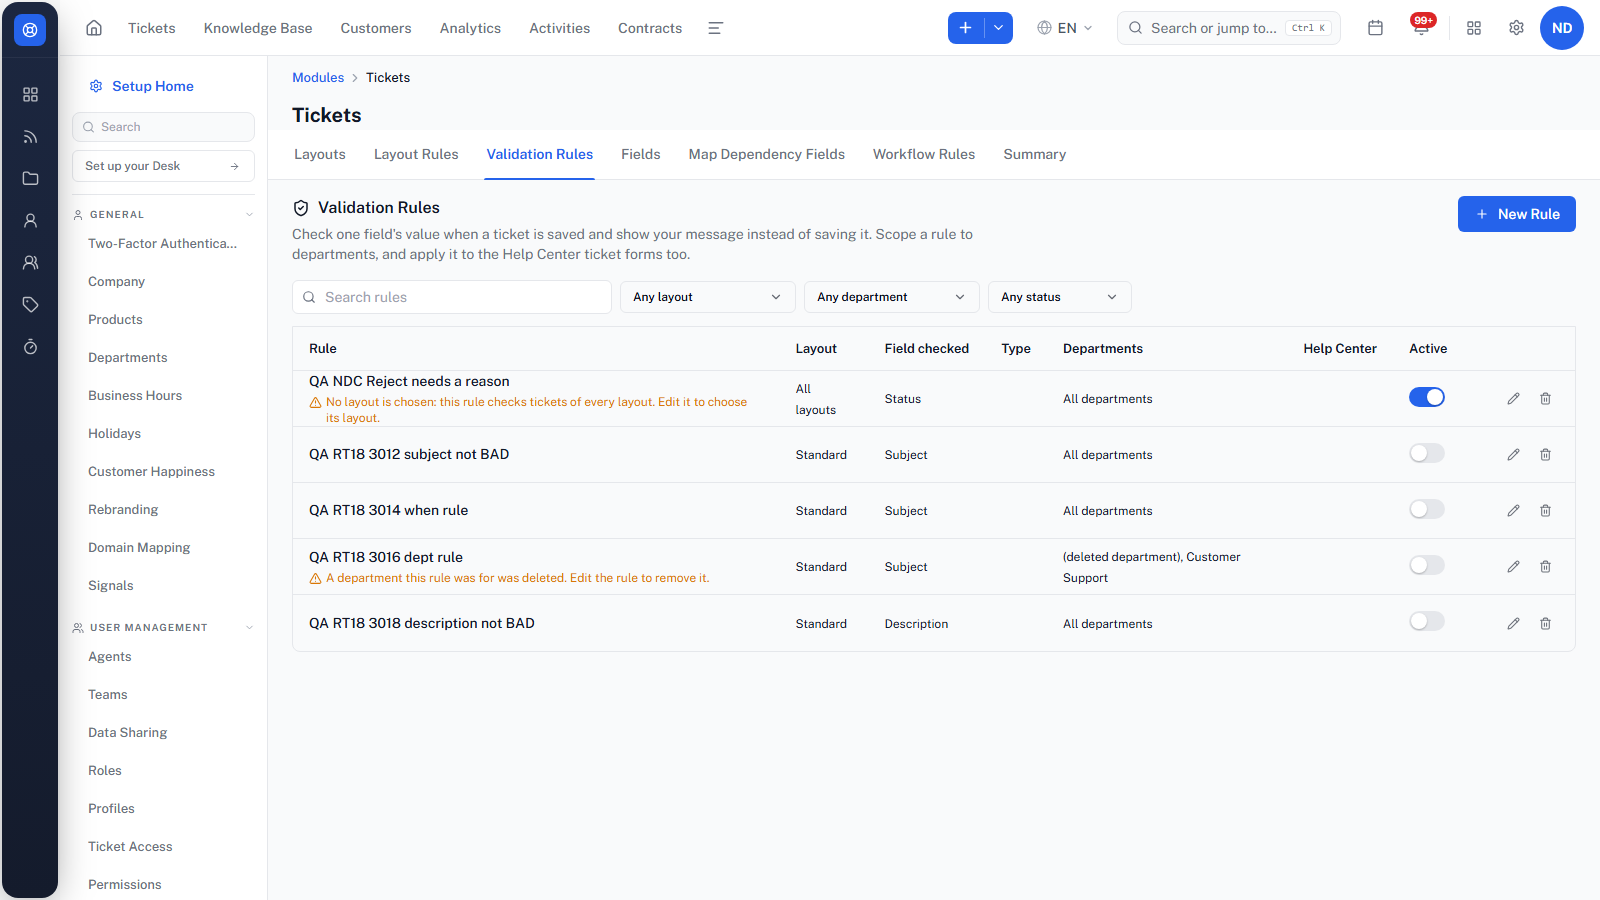 Tickets
Knowledge Base
Customers
Analytics
Activities
Contracts
EN
Search or jump to...
Ctrl K
99+
ND
Setup Home
Search
Set up your Desk
GENERAL
Two-Factor Authentica...
Company
Products
Departments
Business Hours
Holidays
Customer Happiness
Rebranding
Domain Mapping
Signals
USER MANAGEMENT
Agents
Teams
Data Sharing
Roles
Profiles
Ticket Access
Permissions
Modules > Tickets
Tickets
Layouts
Layout Rules
Validation Rules
Fields
Map Dependency Fields
Workflow Rules
Summary
Validation Rules
Check one field's value when a ticket is saved and show your message instead of saving it. Scope a rule to
departments, and apply it to the Help Center ticket forms too.
New Rule
Search rules
Any layout
Any department
Any status
Rule Layout Field checked Type Departments Help Center Active
QA NDC Reject needs a reason
No layout is chosen: this rule checks tickets of every layout. Edit it to choose
its layout.
All
layouts
Status
All departments
QA RT18 3012 subject not BAD
Standard
Subject
All departments
QA RT18 3014 when rule
Standard
Subject
All departments
QA RT18 3016 dept rule
A department this rule was for was deleted. Edit the rule to remove it.
Standard
Subject
(deleted department), Customer
Support
QA RT18 3018 description not BAD
Standard
Description
All departments